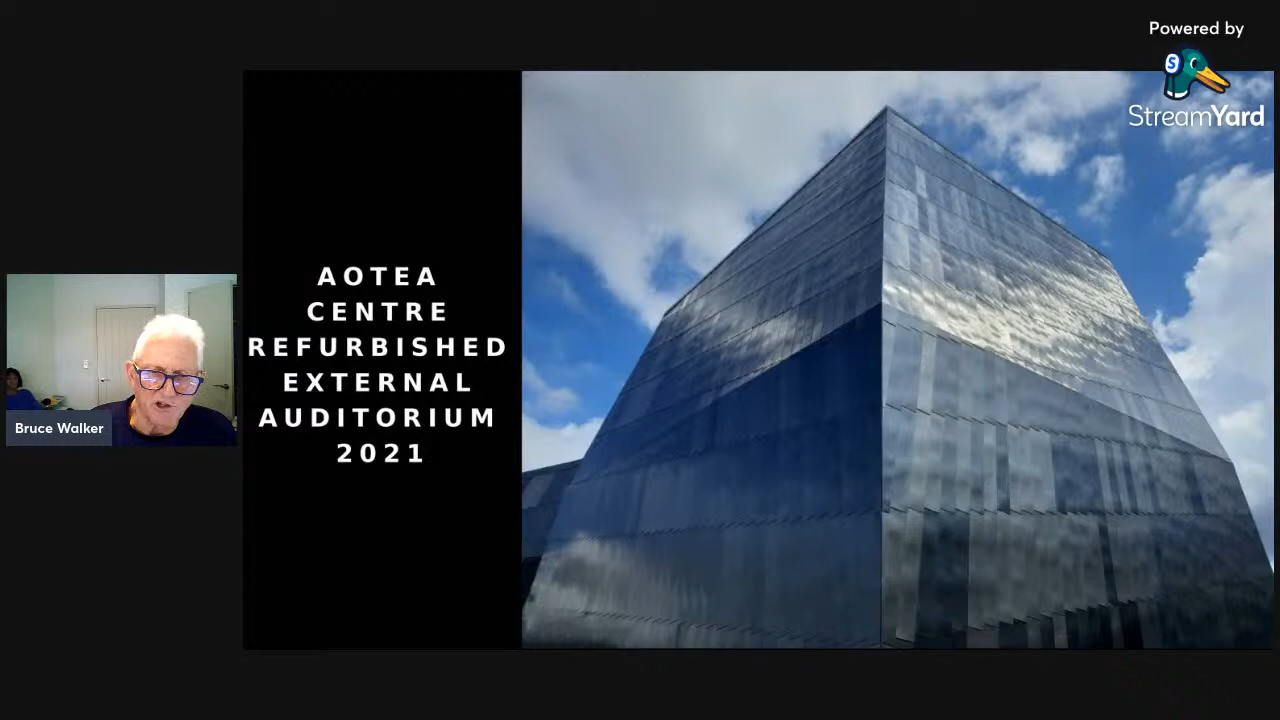 Powered by
S
StreamYard
AOTEA
CENTRE
REFURBISHED
EXTERNAL
AUDITORIUM
2021
Bruce Walker